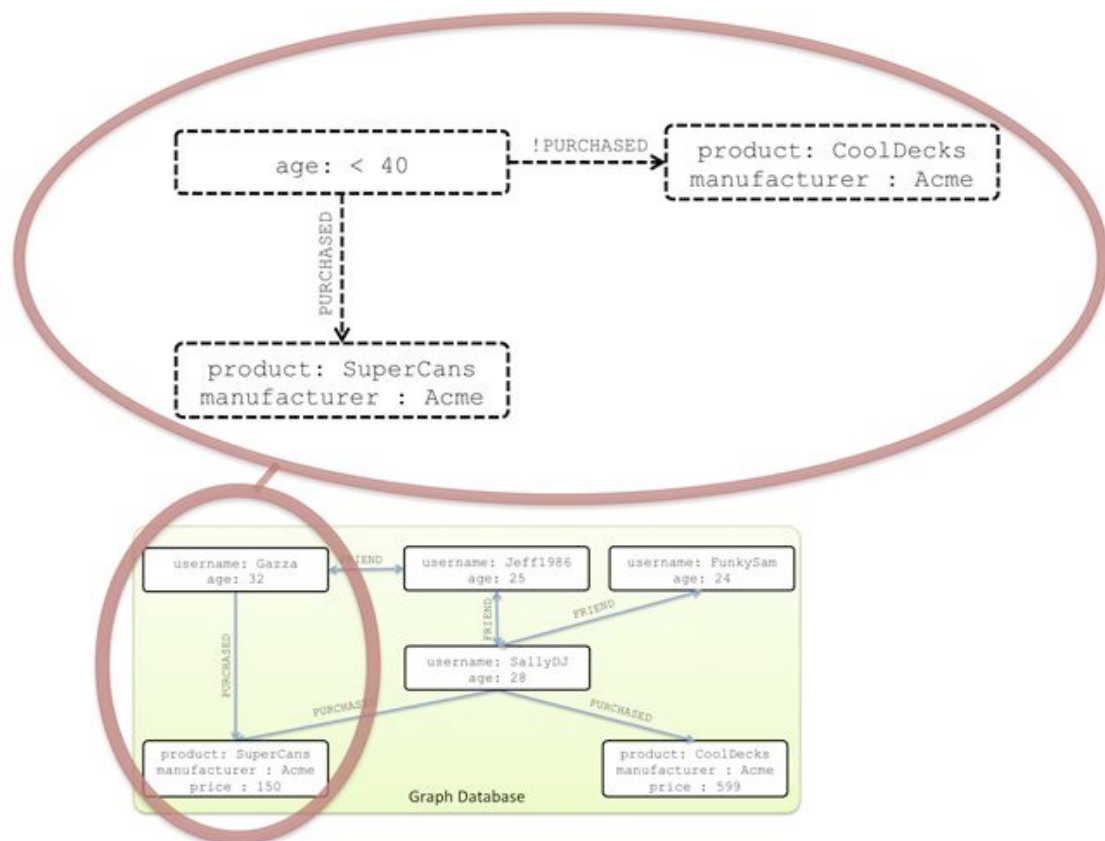 age: < 40
!PURCHASED
product: CoolDecks
manufacturer : Acme
PURCHASED
product: SuperCans
manufacturer : Acme
username: Gazza
age: 32
FRIEND
username: Jeff1986
age: 25
username: FunkySam
age: 24
FRIEND
FRIEND
username: SallyDJ
age: 28
PURCHASED
PURCHASED
PURCHASED
product: SuperCans
manufacturer : Acme
price : 150
product: CoolDecks
manufacturer : Acme
price : 599
Graph Database